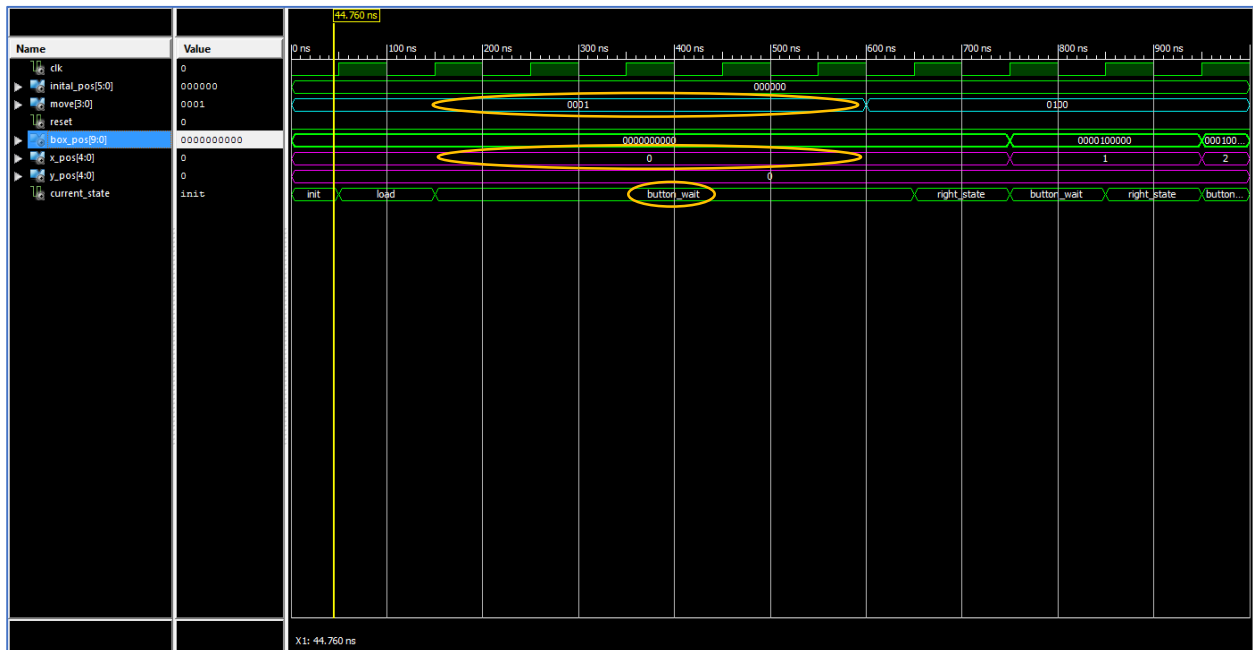 44.760 ns
Name Value 0 ns 100 ns 200 ns 300 ns 400 ns 500 ns 600 ns 700 ns 800 ns 900 ns
clk 0
inital_pos[5:0] 000000 000000
move[3:0] 0001 0001 0100
reset 0
box_pos[9:0] 0000000000 0000000000 0000100000 000100...
x_pos[4:0] 0 0 1 2
y_pos[4:0] 0 0
current_state init init load button_wait right_state button_wait right_state button...
X1: 44.760 ns